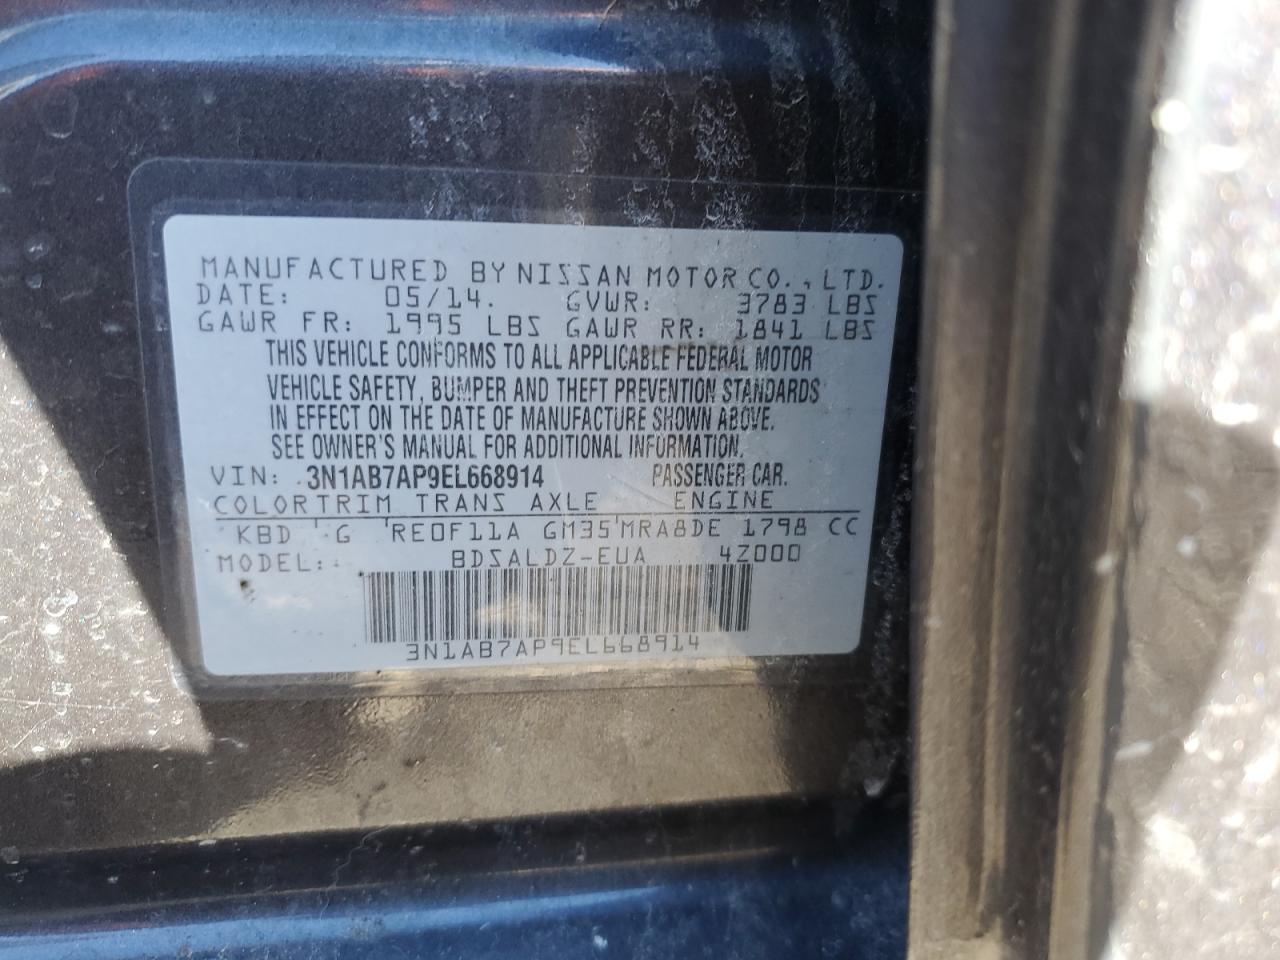 MANUFACTURED BY NISSAN MOTOR CO., LTD.
DATE: 05/14. GVWR: 3783 LBS
GAWR FR: 1995 LBS GAWR RR: 1841 LBS
THIS VEHICLE CONFORMS TO ALL APPLICABLE FEDERAL MOTOR
VEHICLE SAFETY, BUMPER AND THEFT PREVENTION STANDARDS
IN EFFECT ON THE DATE OF MANUFACTURE SHOWN ABOVE.
SEE OWNER'S MANUAL FOR ADDITIONAL INFORMATION.
VIN: 3N1AB7AP9EL668914 PASSENGER CAR.
COLOR TRIM TRANS AXLE ENGINE
KBD G RE0F11A GM35 MRA8DE 1798 CC
MODEL: BDSALDZ-EUA 4Z000
3N1AB7AP9EL668914